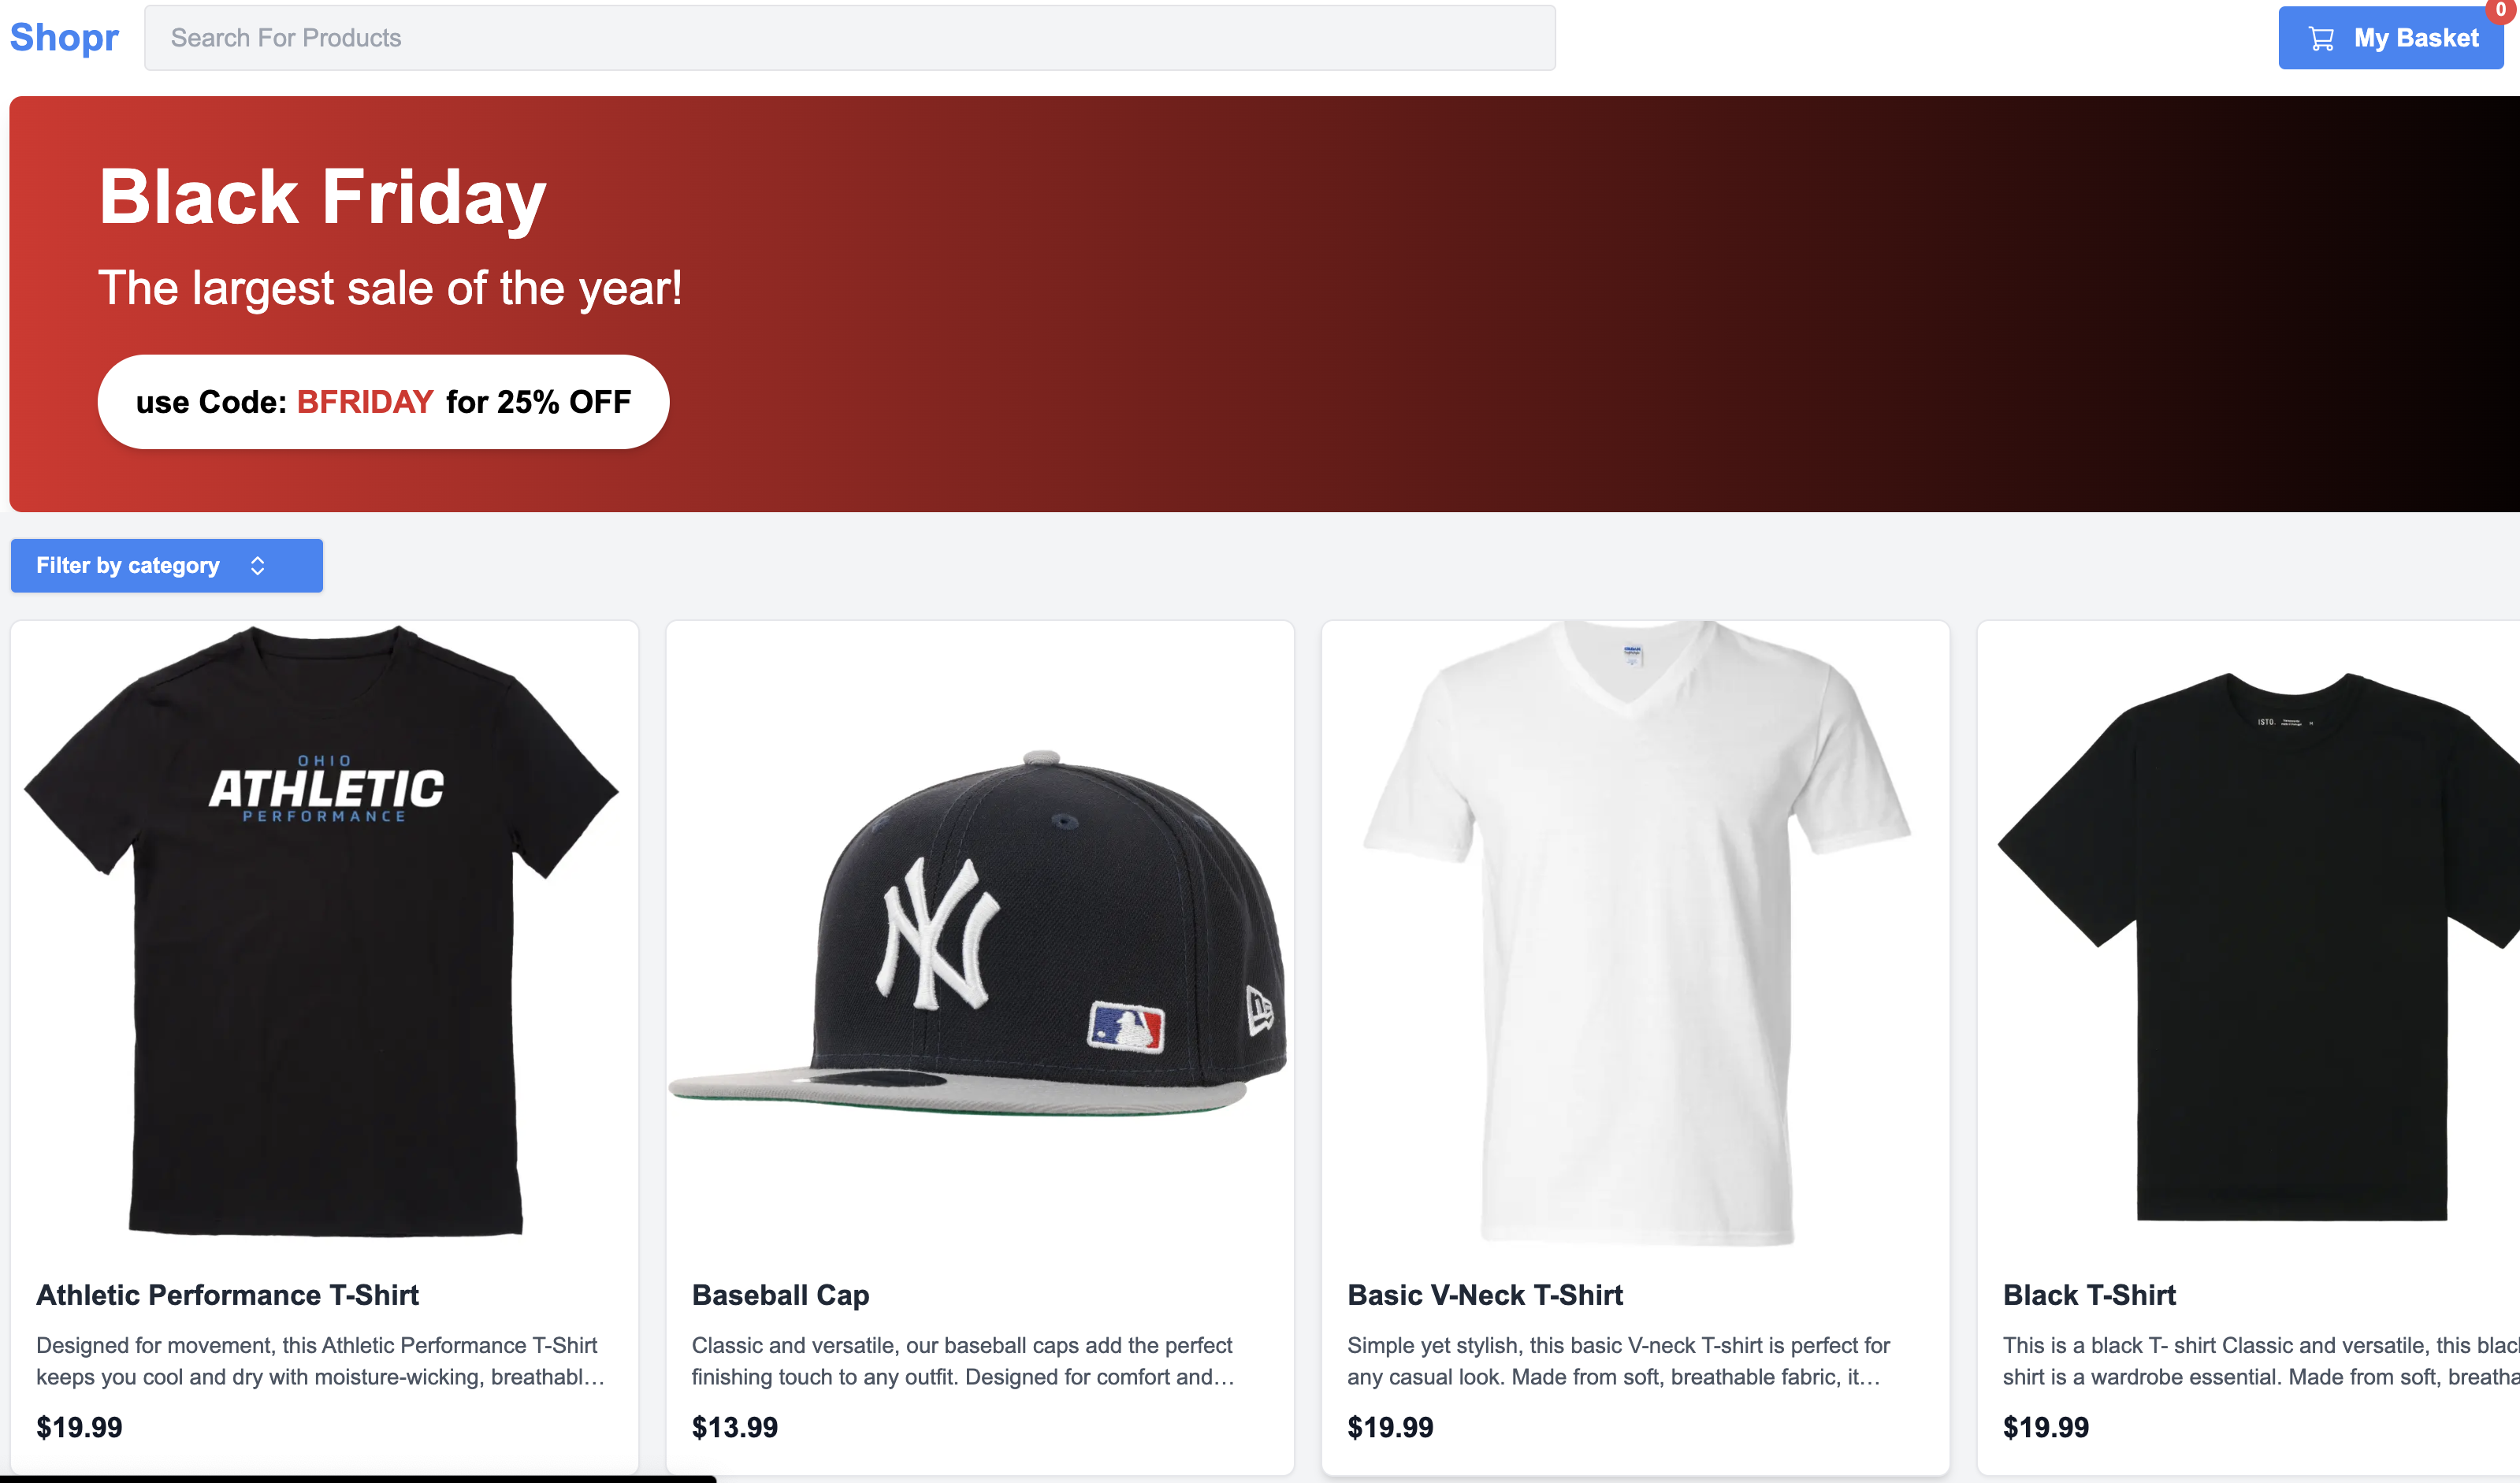 Shopr
Search For Products
0
My Basket
Black Friday
The largest sale of the year!
use Code: BFRIDAY for 25% OFF
Filter by category
OHIO
ATHLETIC
PERFORMANCE
NY
ISTO.
Athletic Performance T-Shirt
Designed for movement, this Athletic Performance T-Shirt
keeps you cool and dry with moisture-wicking, breathabl...
$19.99
Baseball Cap
Classic and versatile, our baseball caps add the perfect
finishing touch to any outfit. Designed for comfort and...
$13.99
Basic V-Neck T-Shirt
Simple yet stylish, this basic V-neck T-shirt is perfect for
any casual look. Made from soft, breathable fabric, it...
$19.99
Black T-Shirt
This is a black T- shirt Classic and versatile, this blac
shirt is a wardrobe essential. Made from soft, breatha
$19.99